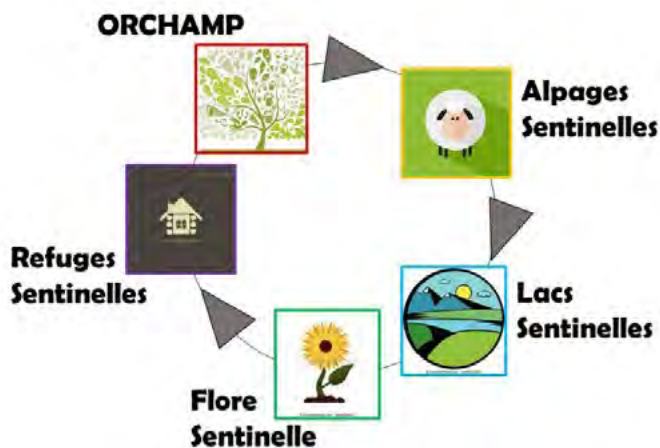 ORCHAMP
Alpages
Sentinelles
Lacs
Sentinelles
Flore
Sentinelle
Refuges
Sentinelles